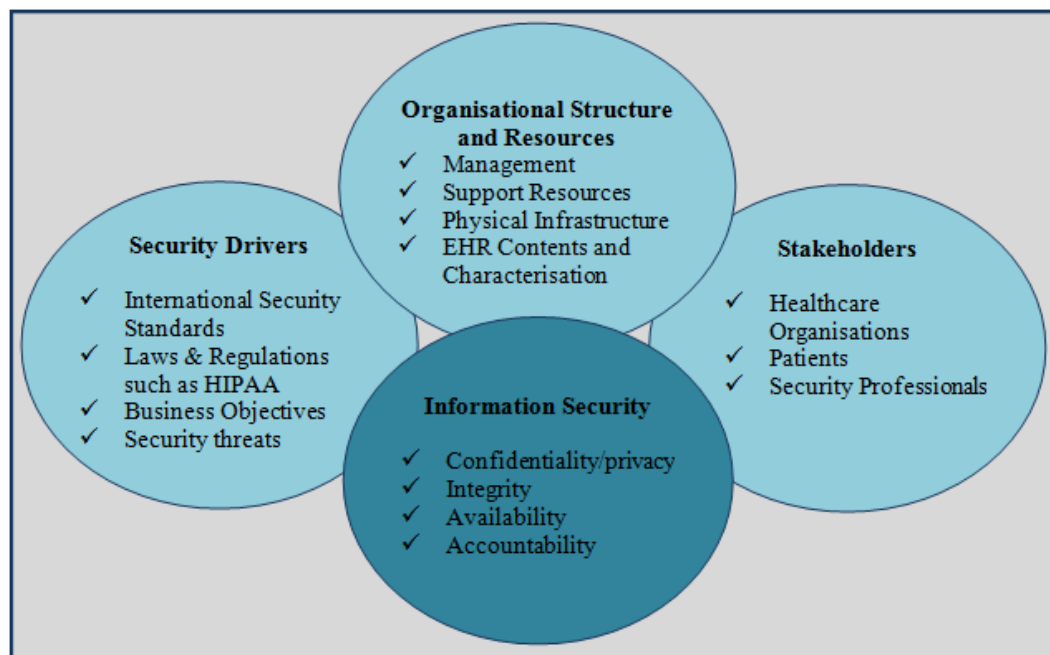 Organisational Structure
and Resources
✓ Management
✓ Support Resources
✓ Physical Infrastructure
✓ EHR Contents and
Characterisation
Security Drivers
✓ International Security
Standards
✓ Laws & Regulations
such as HIPAA
✓ Business Objectives
✓ Security threats
Stakeholders
✓ Healthcare
Organisations
✓ Patients
✓ Security Professionals
Information Security
✓ Confidentiality/privacy
✓ Integrity
✓ Availability
✓ Accountability